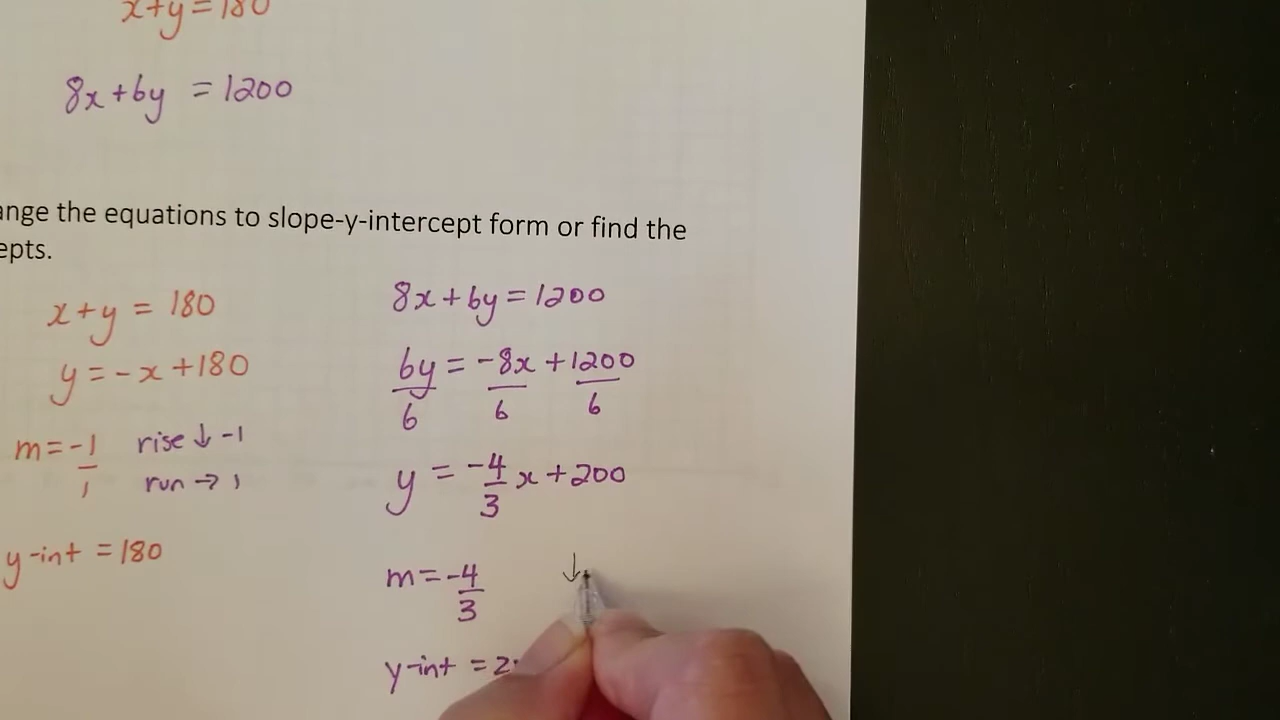 x+y=180
8x+6y = 1200
ange the equations to slope-y-intercept form or find the
epts.
x+y = 180
y=-x+180
m=-1/1 rise ↓ -1
run → 1
y-int = 180
8x+6y=1200
6y/6 = -8x/6 + 1200/6
y = -4/3 x + 200
m = -4/3 ↓
y-int = 2